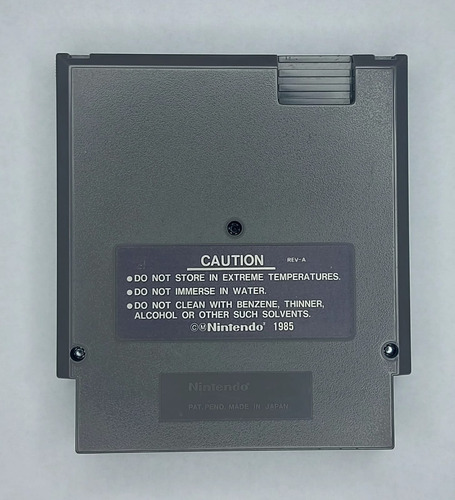 CAUTION REV-A
●DO NOT STORE IN EXTREME TEMPERATURES.
●DO NOT IMMERSE IN WATER.
●DO NOT CLEAN WITH BENZENE, THINNER,
ALCOHOL OR OTHER SUCH SOLVENTS.
©ⓂNintendo® 1985
Nintendo®
PAT. PEND. MADE IN JAPAN